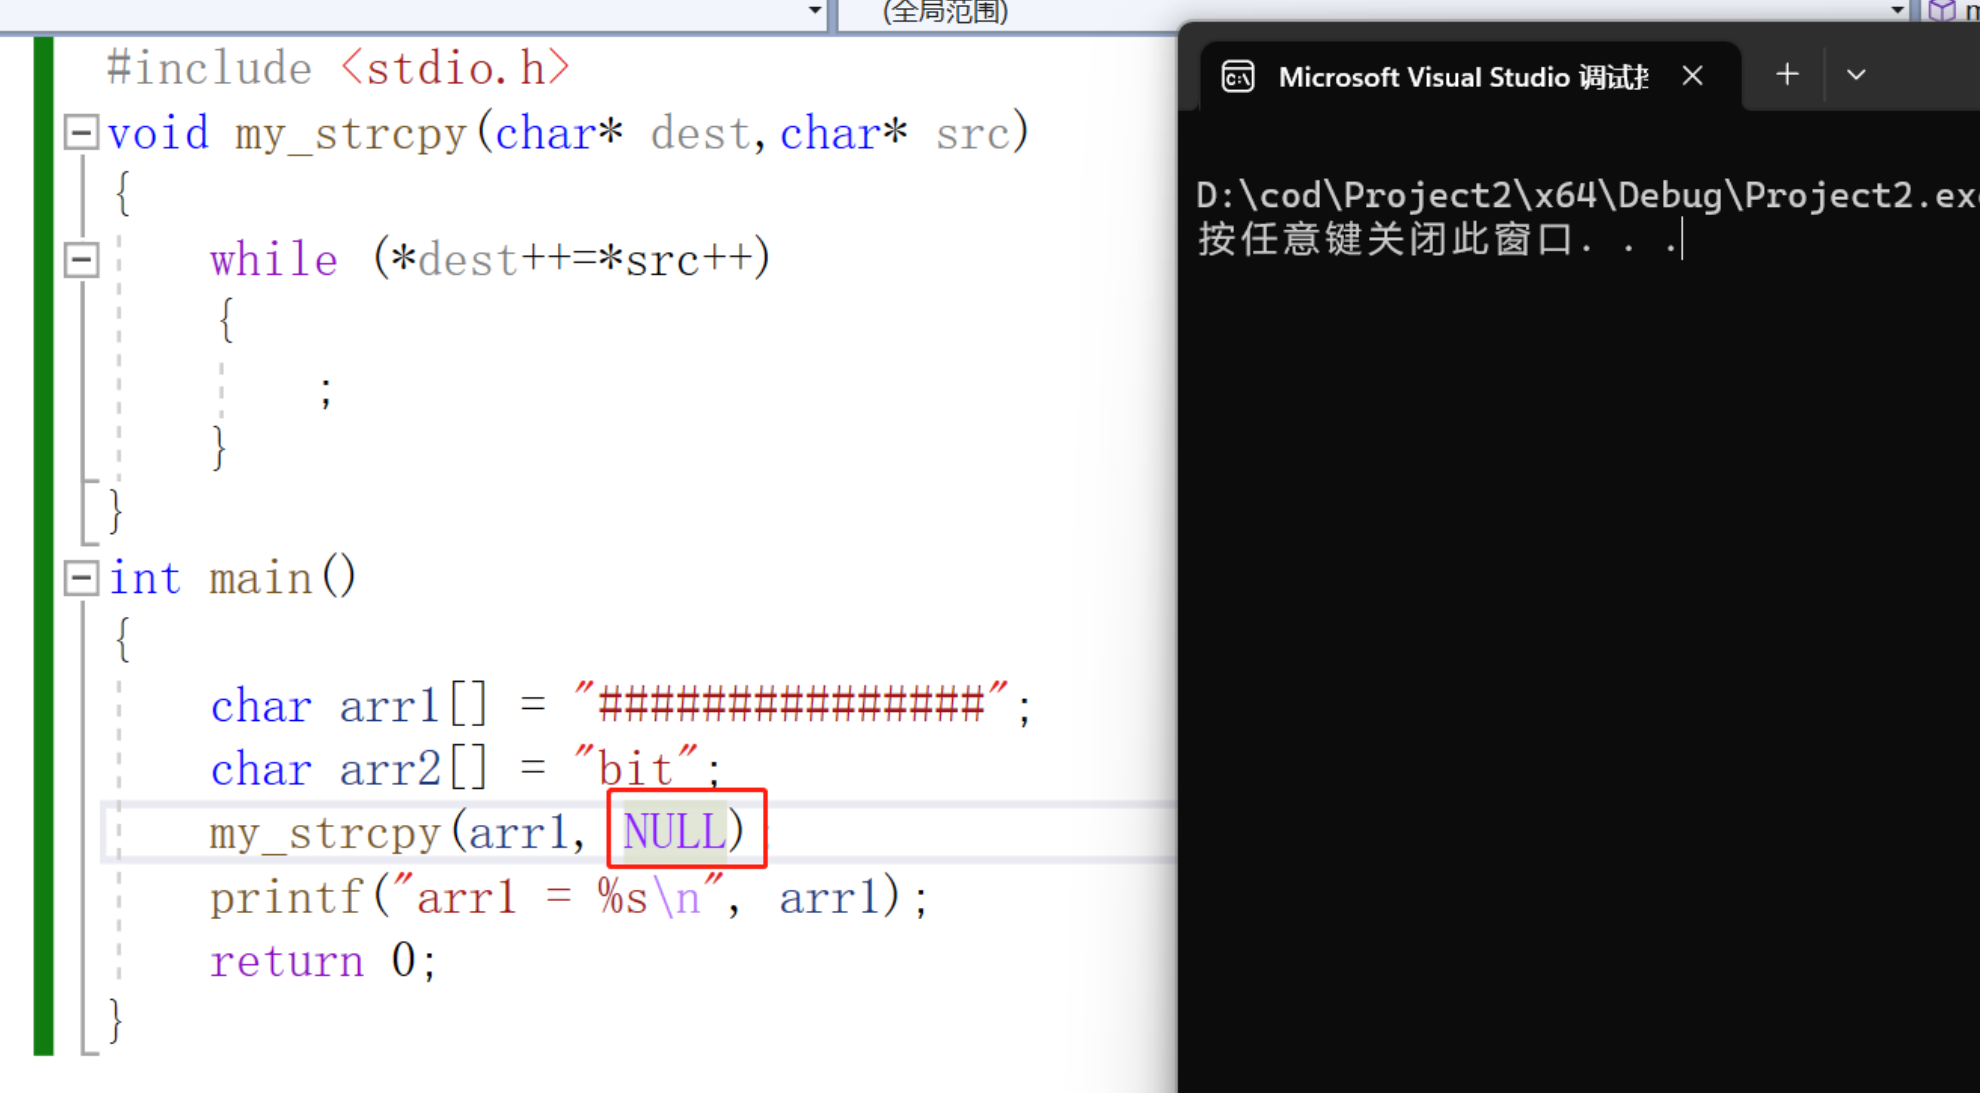 (全局范围)
#include <stdio.h>
void my_strcpy(char* dest,char* src)
{
while (*dest++=*src++)
{
;
}
}
int main()
{
char arr1[] = "###############";
char arr2[] = "bit";
my_strcpy(arr1, NULL)
printf("arr1 = %s\n", arr1);
return 0;
}
Microsoft Visual Studio 调试
D:\cod\Project2\x64\Debug\Project2.ex
按任意键关闭此窗口. . .